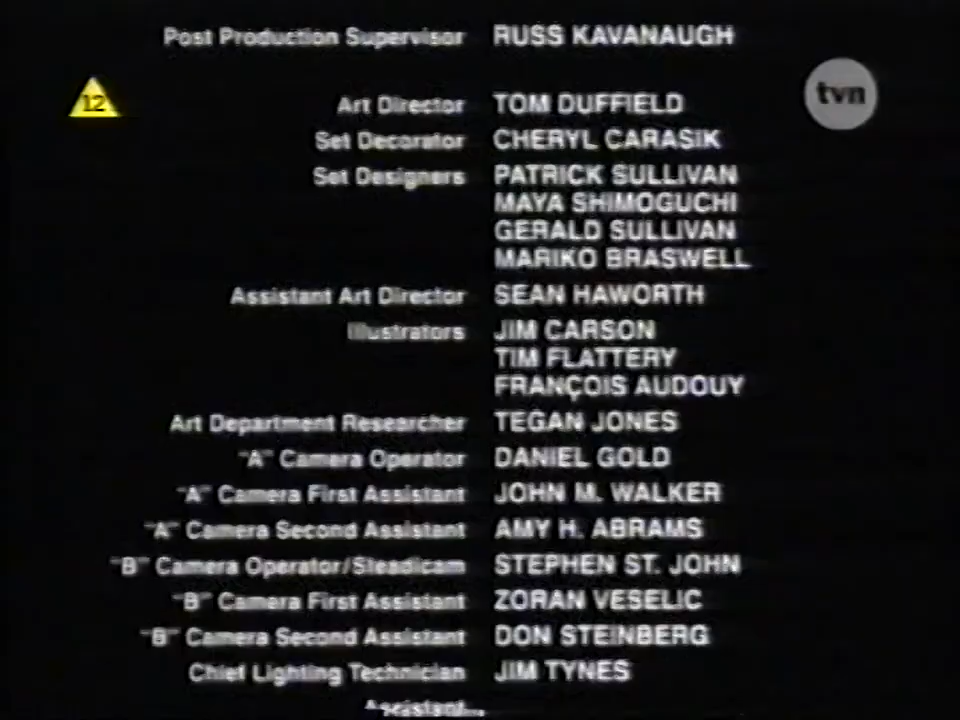 Post Production Supervisor RUSS KAVANAUGH
12
tvn
Art Director TOM DUFFIELD
Set Decorator CHERYL CARASIK
Set Designers PATRICK SULLIVAN
MAYA SHIMOGUCHI
GERALD SULLIVAN
MARIKO BRASWELL
Assistant Art Director SEAN HAWORTH
Illustrators JIM CARSON
TIM FLATTERY
FRANÇOIS AUDOUY
Art Department Researcher TEGAN JONES
"A" Camera Operator DANIEL GOLD
"A" Camera First Assistant JOHN M. WALKER
"A" Camera Second Assistant AMY H. ABRAMS
"B" Camera Operator/Steadicam STEPHEN ST. JOHN
"B" Camera First Assistant ZORAN VESELIC
"B" Camera Second Assistant DON STEINBERG
Chief Lighting Technician JIM TYNES
Assistant